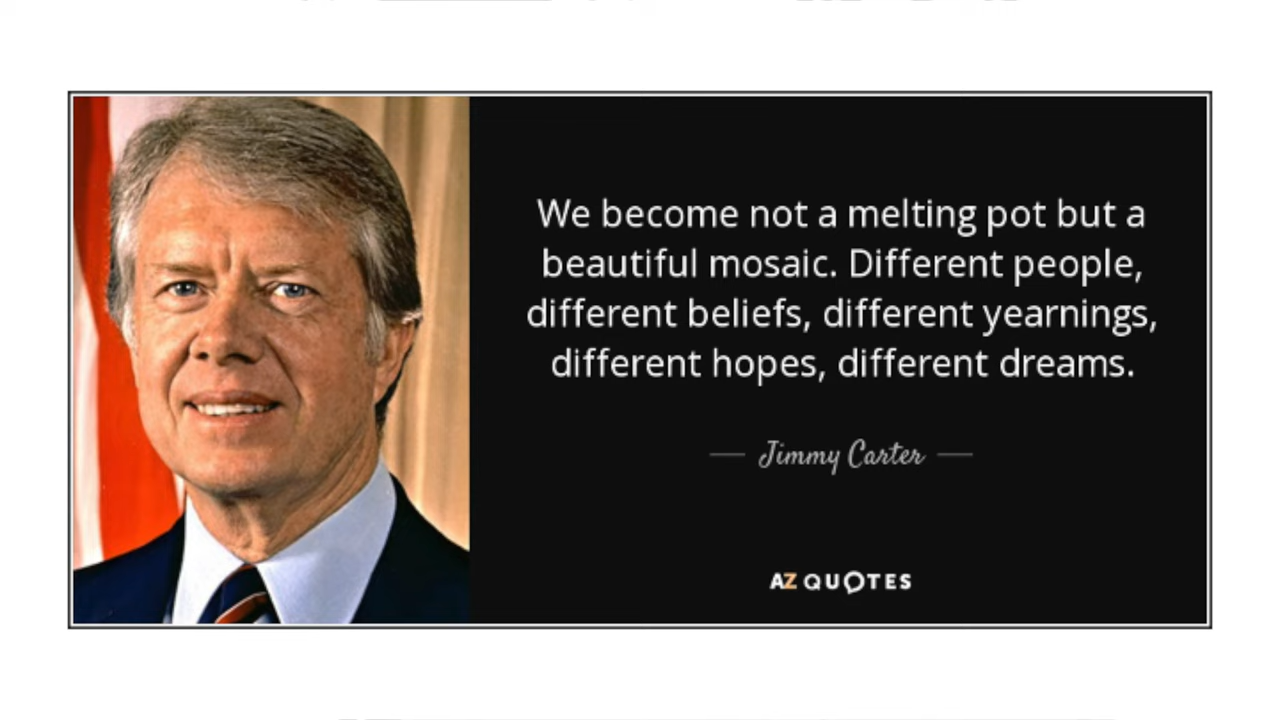 We become not a melting pot but a
beautiful mosaic. Different people,
different beliefs, different yearnings,
different hopes, different dreams.
Jimmy Carter
AZ QUOTES